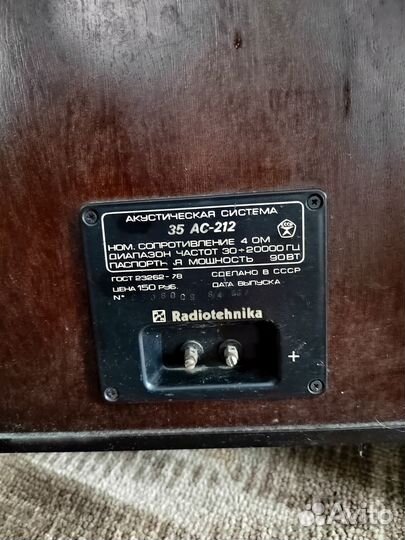 АКУСТИЧЕСКАЯ СИСТЕМА
35 АС-212
НОМ. СОПРОТИВЛЕНИЕ 4 ОМ
ДИАПАЗОН ЧАСТОТ 30÷20000 ГЦ
ПАСПОРТН Я МОЩНОСТЬ 90ВТ
ГОСТ 23262-78 СДЕЛАНО В СССР
ЦЕНА 150 РУБ. ДАТА ВЫПУСКА
N°
Radiotehnika
+
Avito